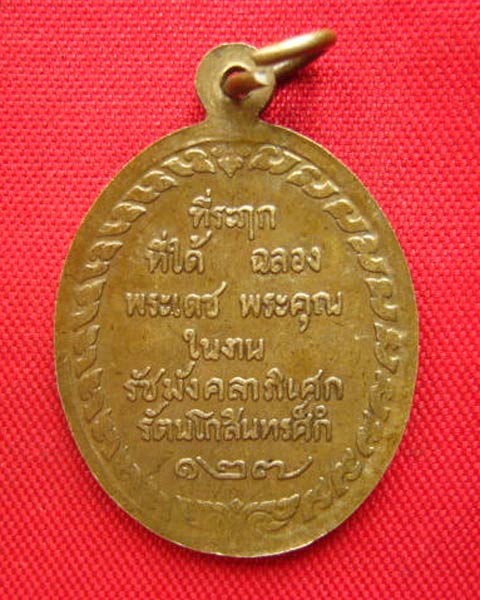 ที่ระฦก
ที่ได้ ฉลอง
พระเดช พระคุณ
ในงาน
รัชมังคลาภิเศก
รัตนโกสินทรศ๊ก๊
๑๒๗